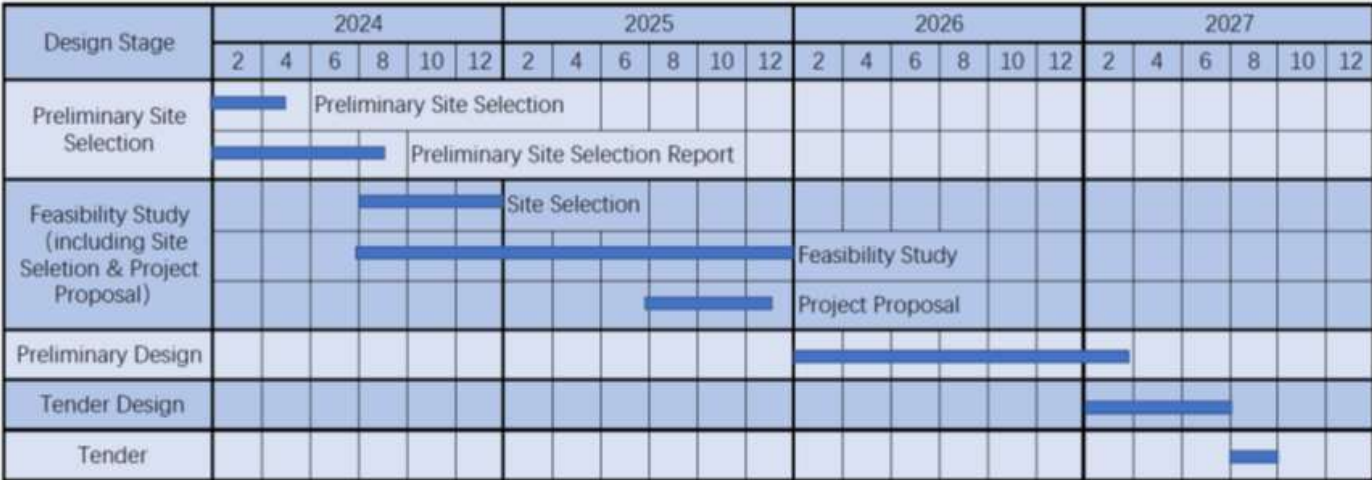 Design Stage
2024 2025 2026 2027
2 4 6 8 10 12 2 4 6 8 10 12 2 4 6 8 10 12 2 4 6 8 10 12
Preliminary Site
Selection
Preliminary Site Selection
Preliminary Site Selection Report
Feasibility Study
(including Site
Seletion & Project
Proposal)
Site Selection
Feasibility Study
Project Proposal
Preliminary Design
Tender Design
Tender